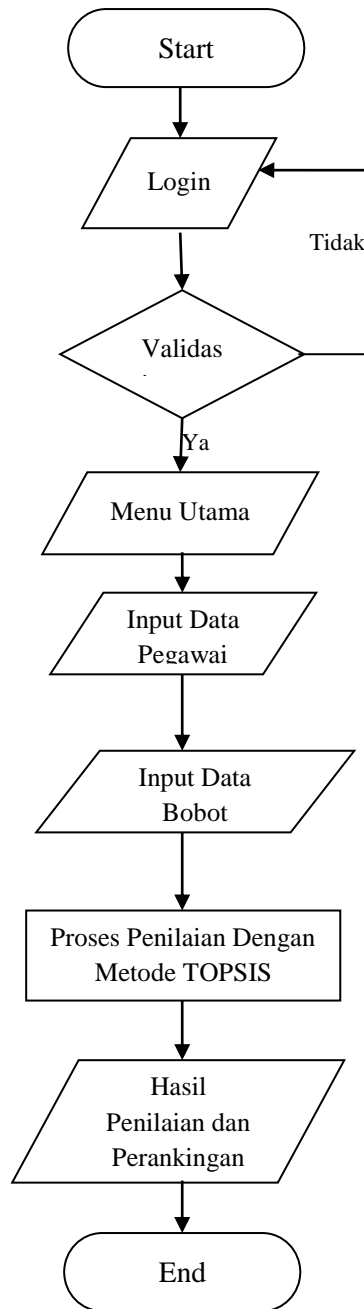 Start
Login
Tidak
Validas
Ya
Menu Utama
Input Data
Pegawai
Input Data
Bobot
Proses Penilaian Dengan
Metode TOPSIS
Hasil
Penilaian dan
Perankingan
End